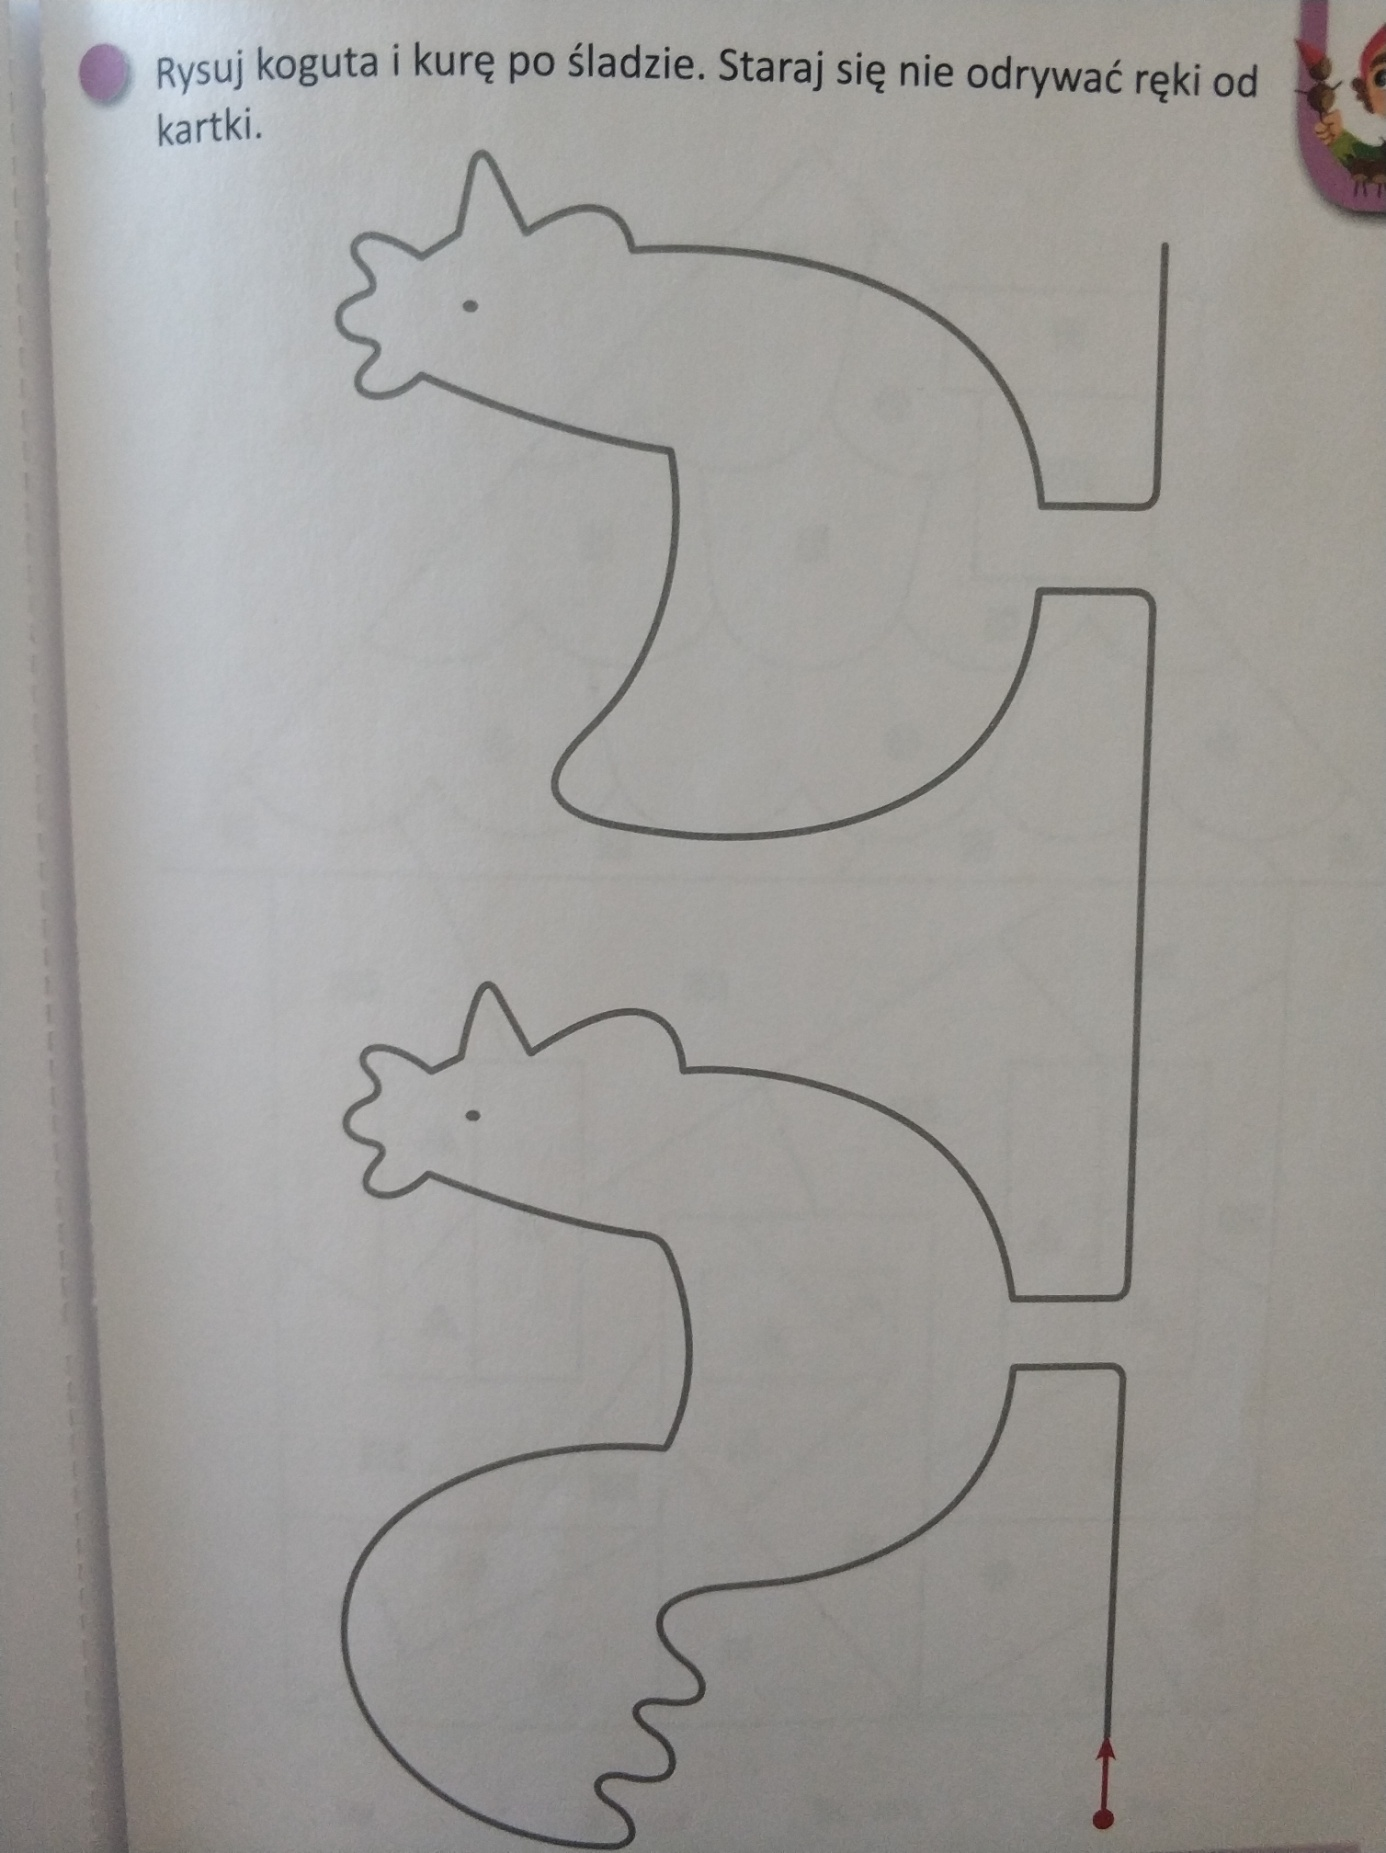 Rysuj koguta i kurę po śladzie. Staraj się nie odrywać ręki od
kartki.